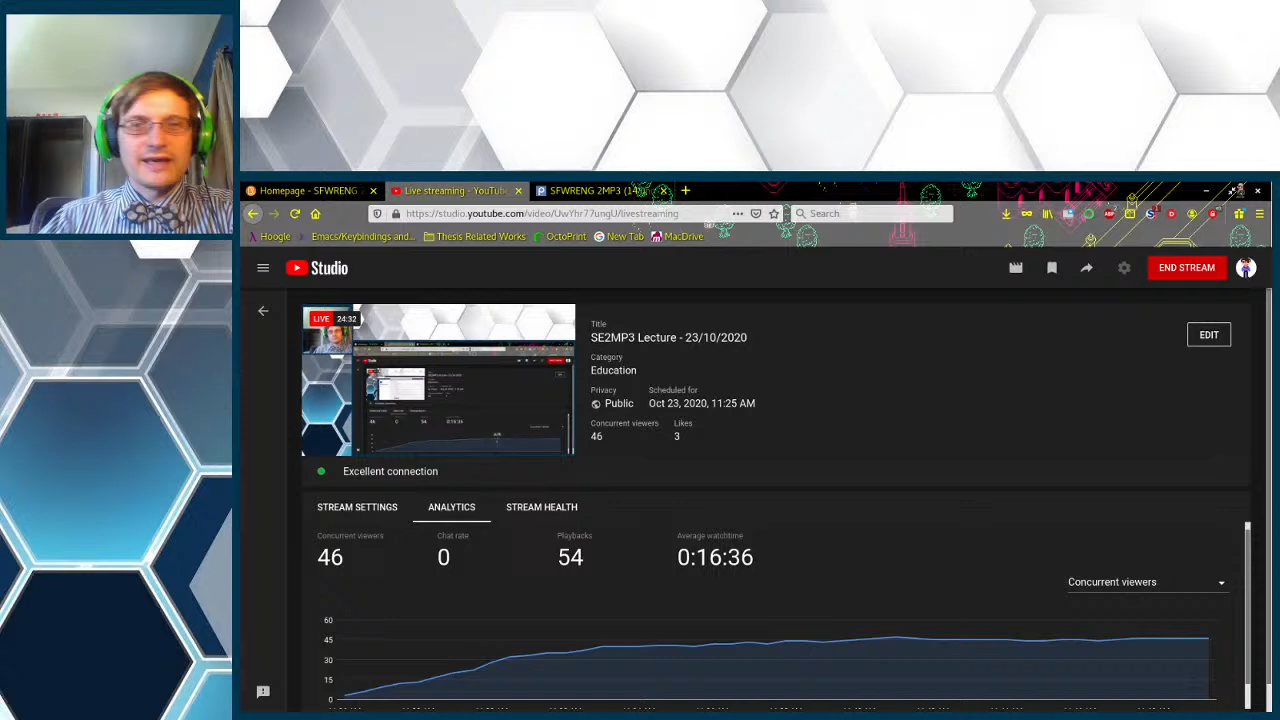 Homepage - SFWRENG 2
Live streaming - YouTube
SFWRENG 2MP3 (14
https://studio.youtube.com/video/UwYhr77ungU/livestreaming
Search
Hoogle
Emacs/Keybindings and...
Thesis Related Works
OctoPrint
New Tab
MacDrive
Studio
END STREAM
LIVE 24:32
Title
SE2MP3 Lecture - 23/10/2020
EDIT
Category
Education
Privacy
Scheduled for
Public
Oct 23, 2020, 11:25 AM
Concurrent viewers
Likes
46
3
Excellent connection
STREAM SETTINGS
ANALYTICS
STREAM HEALTH
Concurrent viewers
Chat rate
Playbacks
Average watchtime
46
0
54
0:16:36
Concurrent viewers
60
45
30
15
0